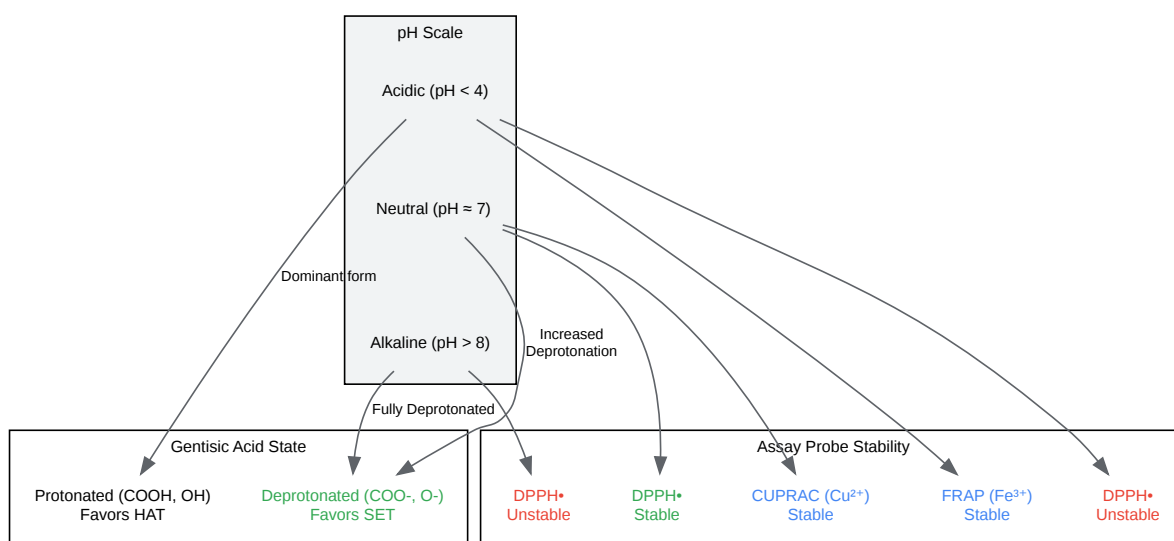 pH Scale
Acidic (pH < 4)
Neutral (pH ≈ 7)
Dominant form
Alkaline (pH > 8)
Increased
Deprotonation
Fully Deprotonated
Gentisic Acid State
Assay Probe Stability
Protonated (COOH, OH)
Favors HAT
Deprotonated (COO-, O-)
Favors SET
DPPH•
Unstable
DPPH•
Stable
CUPRAC (Cu²⁺)
Stable
FRAP (Fe³⁺)
Stable
DPPH•
Unstable